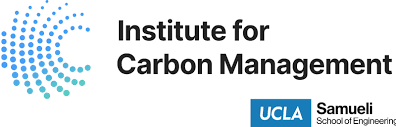 Institute for
Carbon Management
UCLA Samueli
School of Engineering